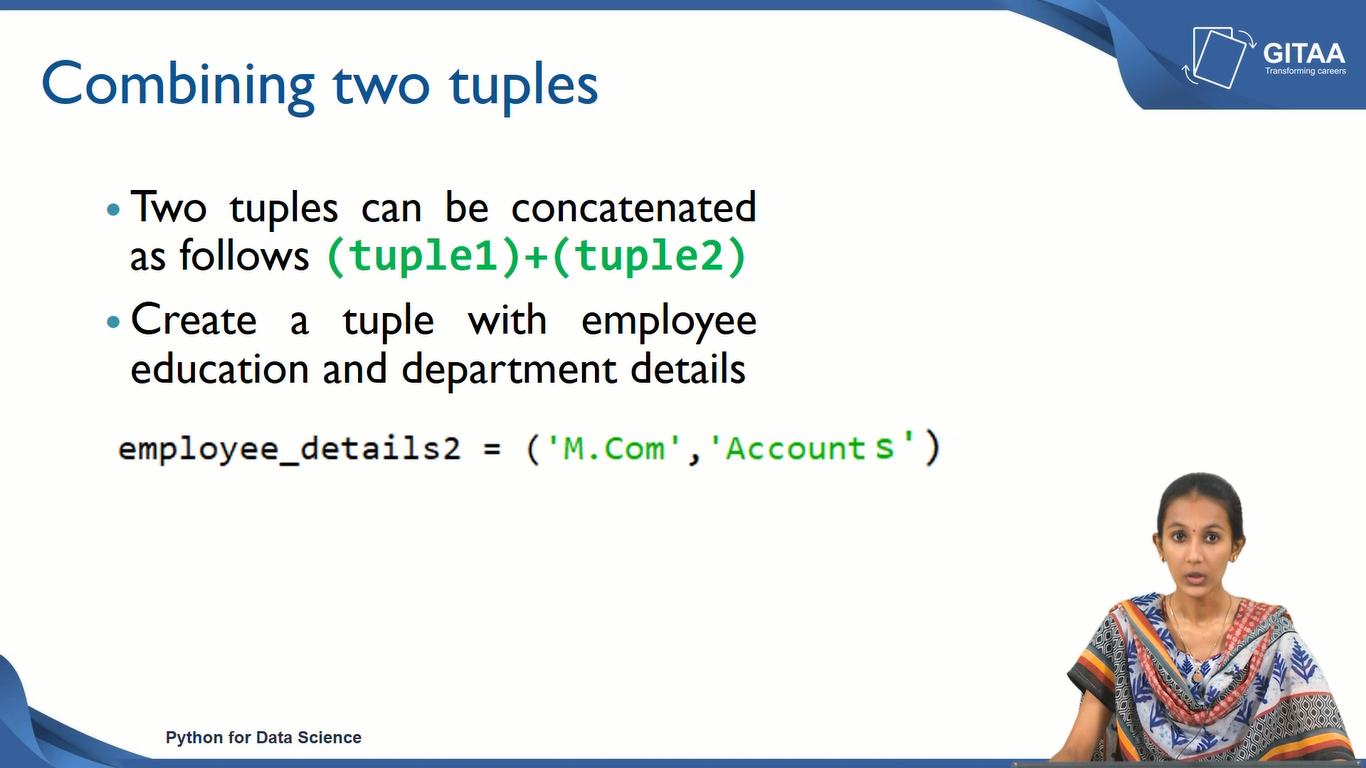 Combining two tuples
GITAA
Transforming careers
• Two tuples can be concatenated
as follows (tuple1)+(tuple2)
• Create a tuple with employee
education and department details
employee_details2 = ('M.Com','Accounts')
Python for Data Science